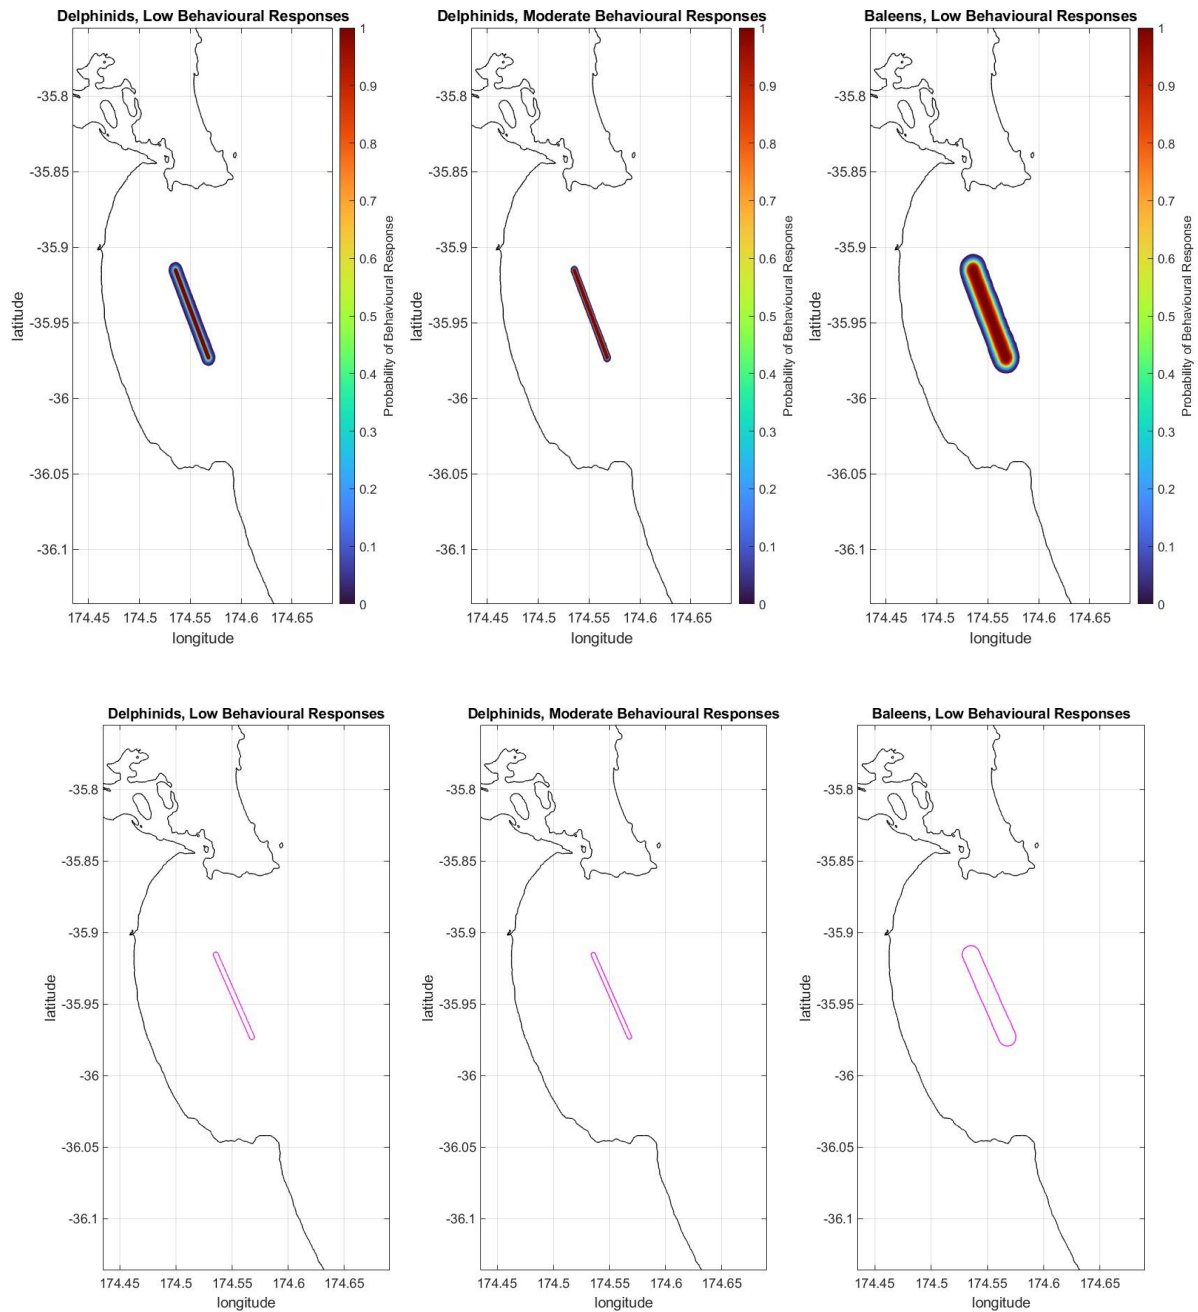 Delphinids, Low Behavioural Responses
Delphinids, Moderate Behavioural Responses
Baleens, Low Behavioural Responses
-35.8
-35.85
-35.9
-35.95
-36
-36.05
-36.1
latitude
174.45 174.5 174.55 174.6 174.65
longitude
1
0.9
0.8
0.7
0.6
0.5
0.4
0.3
0.2
0.1
0
Probability of Behavioural Response
-35.8
-35.85
-35.9
-35.95
-36
-36.05
-36.1
latitude
174.45 174.5 174.55 174.6 174.65
longitude
1
0.9
0.8
0.7
0.6
0.5
0.4
0.3
0.2
0.1
0
Probability of Behavioural Response
-35.8
-35.85
-35.9
-35.95
-36
-36.05
-36.1
latitude
174.45 174.5 174.55 174.6 174.65
longitude
1
0.9
0.8
0.7
0.6
0.5
0.4
0.3
0.2
0.1
0
Probability of Behavioural Response
Delphinids, Low Behavioural Responses
Delphinids, Moderate Behavioural Responses
Baleens, Low Behavioural Responses
-35.8
-35.85
-35.9
-35.95
-36
-36.05
-36.1
latitude
174.45 174.5 174.55 174.6 174.65
longitude
-35.8
-35.85
-35.9
-35.95
-36
-36.05
-36.1
latitude
174.45 174.5 174.55 174.6 174.65
longitude
-35.8
-35.85
-35.9
-35.95
-36
-36.05
-36.1
latitude
174.45 174.5 174.55 174.6 174.65
longitude